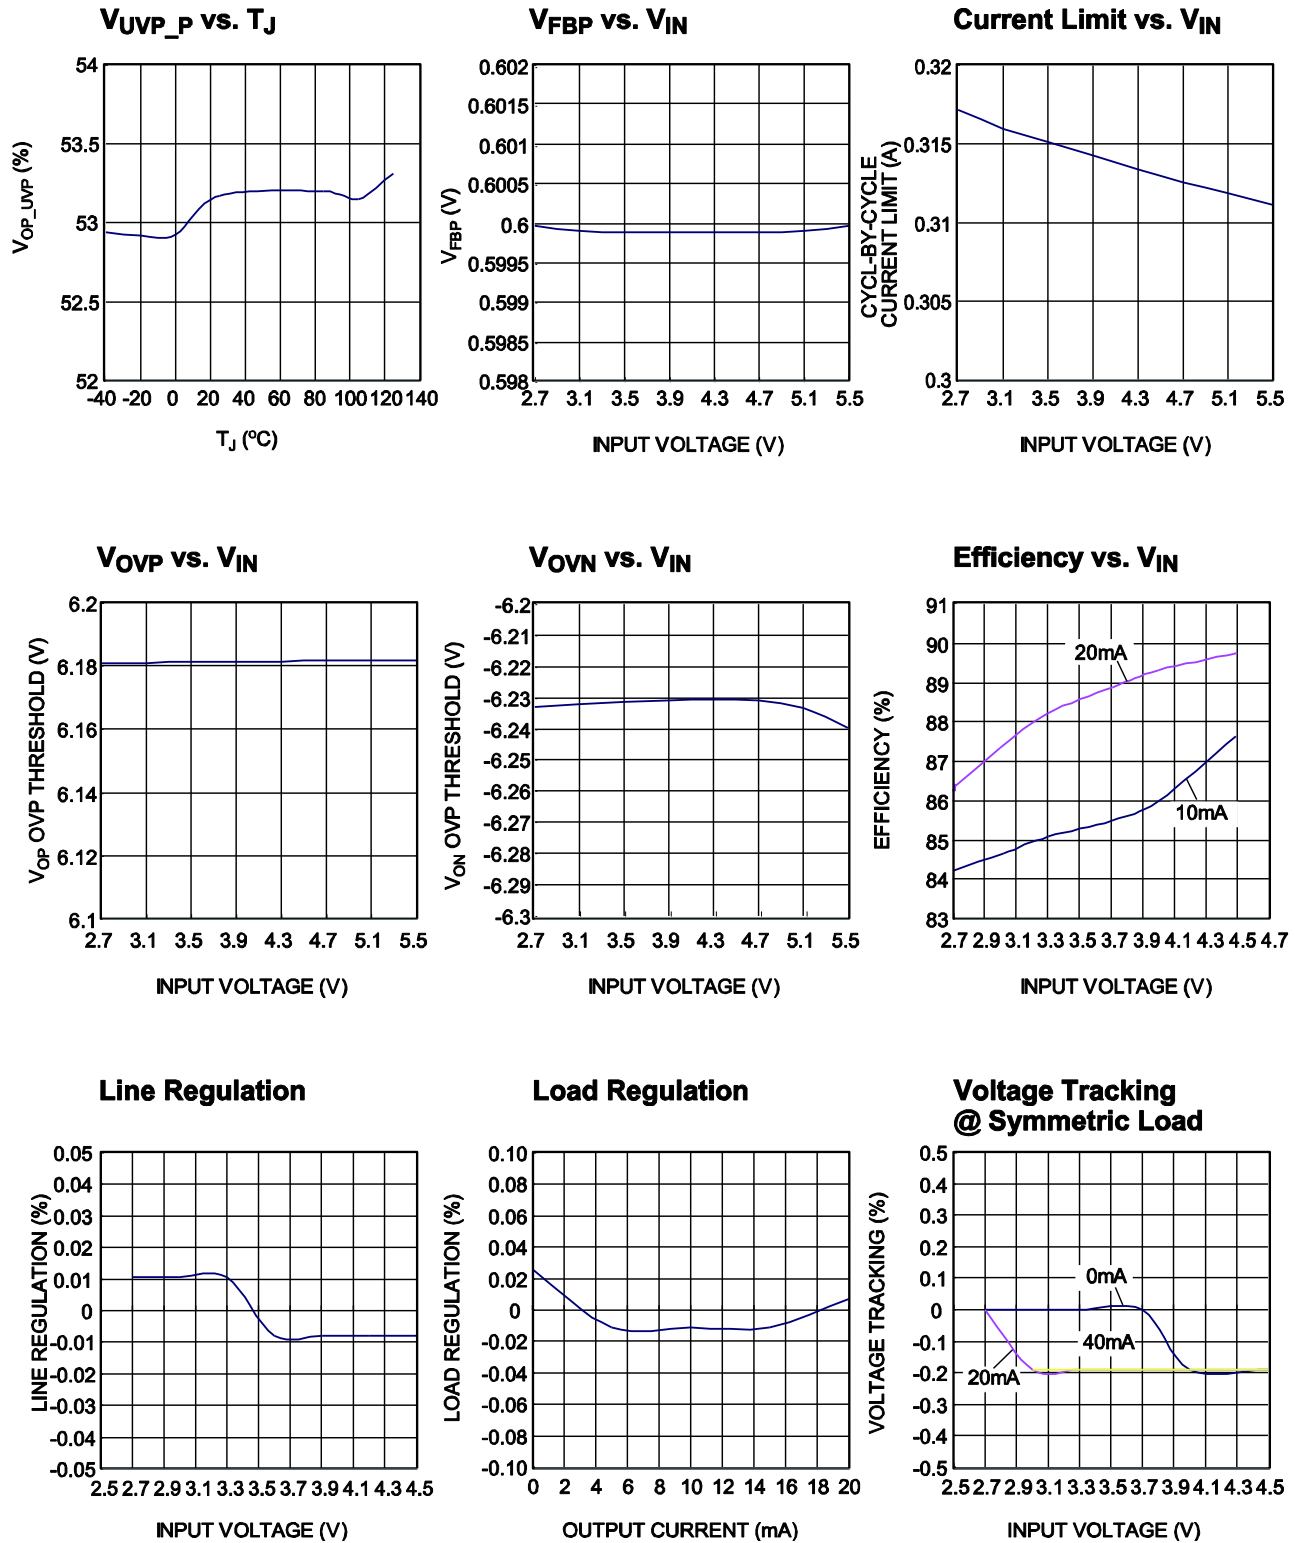 VUVP_P vs. TJ
54
53.5
53
52.5
52
-40 -20 0 20 40 60 80 100 120 140
VOP_UVP (%)
TJ (ºC)
VFBP vs. VIN
0.602
0.6015
0.601
0.6005
0.6
0.5995
0.599
0.5985
0.598
2.7 3.1 3.5 3.9 4.3 4.7 5.1 5.5
VFBP (V)
INPUT VOLTAGE (V)
Current Limit vs. VIN
0.32
0.315
0.31
0.305
0.3
2.7 3.1 3.5 3.9 4.3 4.7 5.1 5.5
CYCL-BY-CYCLE
CURRENT LIMIT (A)
INPUT VOLTAGE (V)
VOVP vs. VIN
6.2
6.18
6.16
6.14
6.12
6.1
2.7 3.1 3.5 3.9 4.3 4.7 5.1 5.5
VOP OVP THRESHOLD (V)
INPUT VOLTAGE (V)
VOVN vs. VIN
-6.2
-6.21
-6.22
-6.23
-6.24
-6.25
-6.26
-6.27
-6.28
-6.29
-6.3
2.7 3.1 3.5 3.9 4.3 4.7 5.1 5.5
VON OVP THRESHOLD (V)
INPUT VOLTAGE (V)
Efficiency vs. VIN
91
90
89
88
87
86
85
84
83
20mA
10mA
2.7 2.9 3.1 3.3 3.5 3.7 3.9 4.1 4.3 4.5 4.7
EFFICIENCY (%)
INPUT VOLTAGE (V)
Line Regulation
0.05
0.04
0.03
0.02
0.01
0
-0.01
-0.02
-0.03
-0.04
-0.05
2.5 2.7 2.9 3.1 3.3 3.5 3.7 3.9 4.1 4.3 4.5
LINE REGULATION (%)
INPUT VOLTAGE (V)
Load Regulation
0.10
0.08
0.06
0.04
0.02
0
-0.02
-0.04
-0.06
-0.08
-0.10
0 2 4 6 8 10 12 14 16 18 20
LOAD REGULATION (%)
OUTPUT CURRENT (mA)
Voltage Tracking
@ Symmetric Load
0.5
0.4
0.3
0.2
0.1
0
-0.1
-0.2
-0.3
-0.4
-0.5
0mA
40mA
20mA
2.5 2.7 2.9 3.1 3.3 3.5 3.7 3.9 4.1 4.3 4.5
VOLTAGE TRACKING (%)
INPUT VOLTAGE (V)